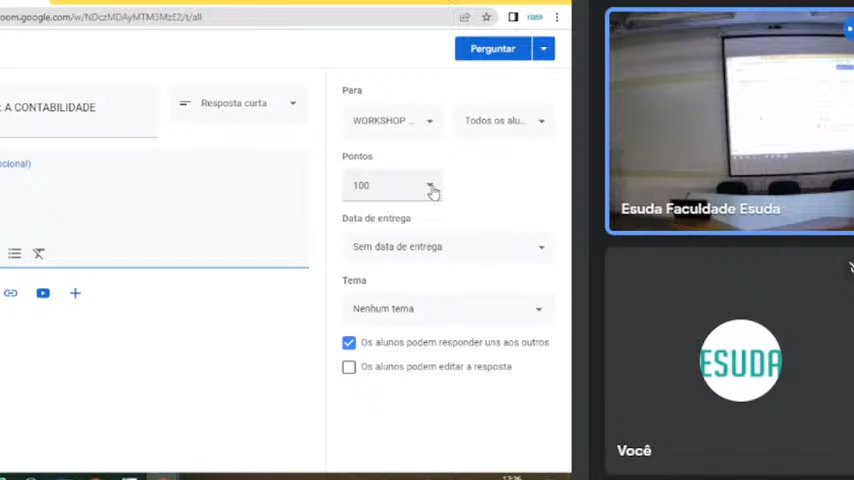 oom.google.com/w/NDczMDAyMTM3MzE2/t/all
ESUDA
Perguntar
: A CONTABILIDADE
Resposta curta
Para
WORKSHOP ...
Todos os alu...
Pontos
100
cional)
Data de entrega
Sem data de entrega
Tema
Nenhum tema
Os alunos podem responder uns aos outros
Os alunos podem editar a resposta
Esuda Faculdade Esuda
ESUDA
Você